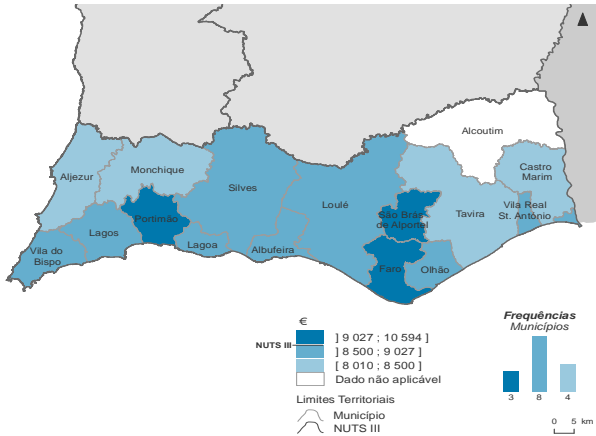 Alcoutim
Monchique
Castro
Marim
Aljezur
Silves
Loulé
Vila Real
St. António
São Brás
de Alportel
Tavira
Portimão
Lagos
Lagoa
Albufeira
Vila do
Bispo
Faro
Olhão
€
] 9 027 ; 10 594 ]
NUTS III
] 8 500 ; 9 027 ]
[ 8 010 ; 8 500 ]
Dado não aplicável
Limites Territoriais
Município
NUTS III
Frequências
Municípios
3 8 4
0 5 km